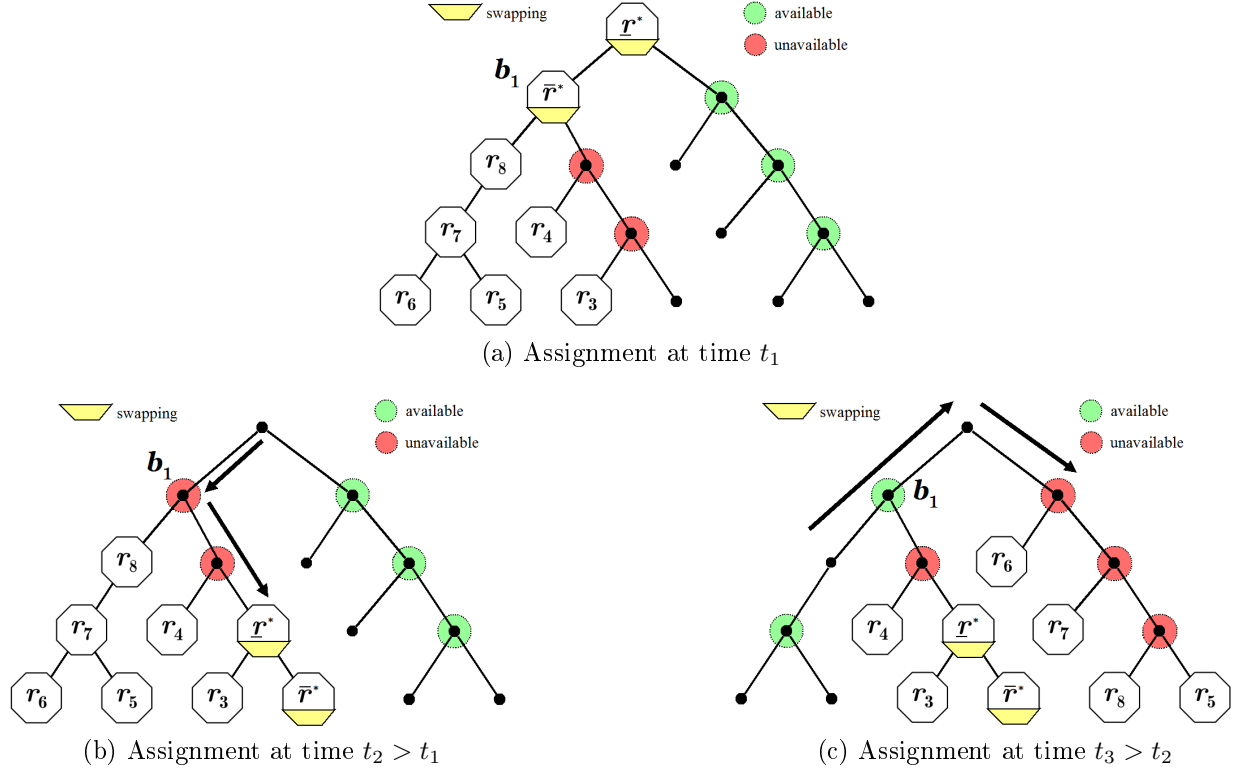 swapping
r*
available
unavailable
b₁
r̄*
r₈
r₇
r₄
r₆
r₅
r₃
(a) Assignment at time t₁
swapping
available
unavailable
b₁
r₈
r₇
r₄
r̲*
r₆
r₅
r₃
r̄*
(b) Assignment at time t₂ > t₁
swapping
available
unavailable
b₁
r₆
r₄
r̲*
r₇
r₃
r̄*
r₈
r₅
(c) Assignment at time t₃ > t₂